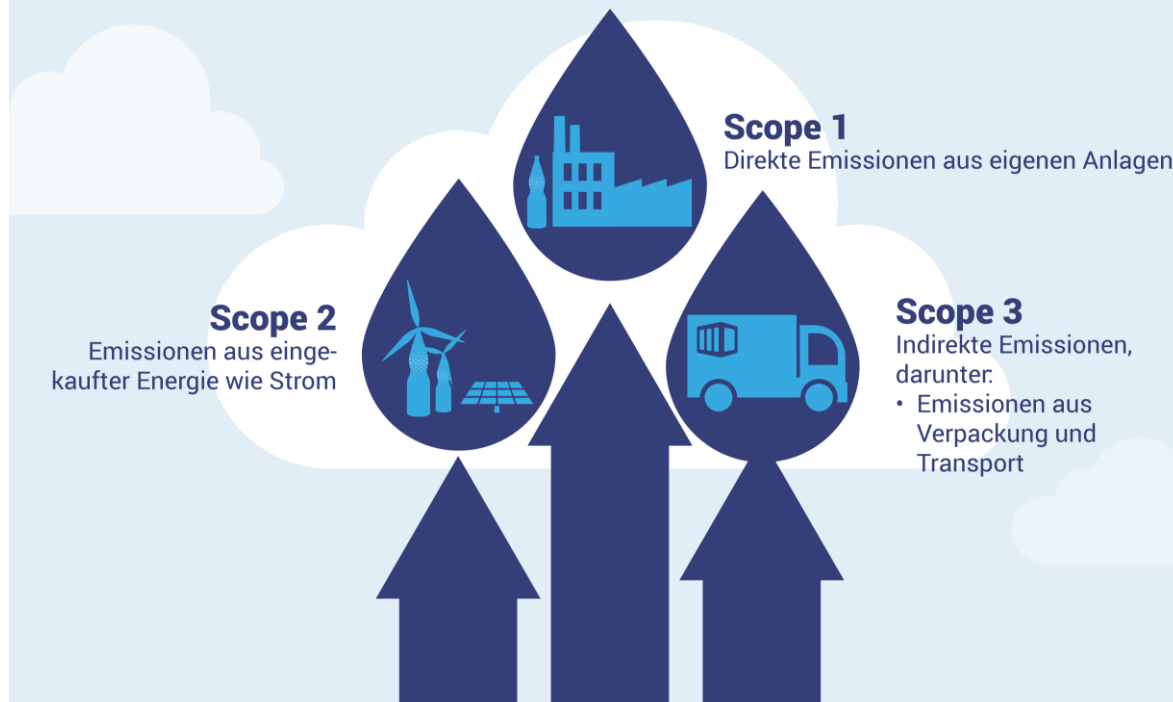 Scope 1
Direkte Emissionen aus eigenen Anlagen
Scope 2
Emissionen aus einge-
kaufter Energie wie Strom
Scope 3
Indirekte Emissionen,
darunter:
• Emissionen aus
Verpackung und
Transport